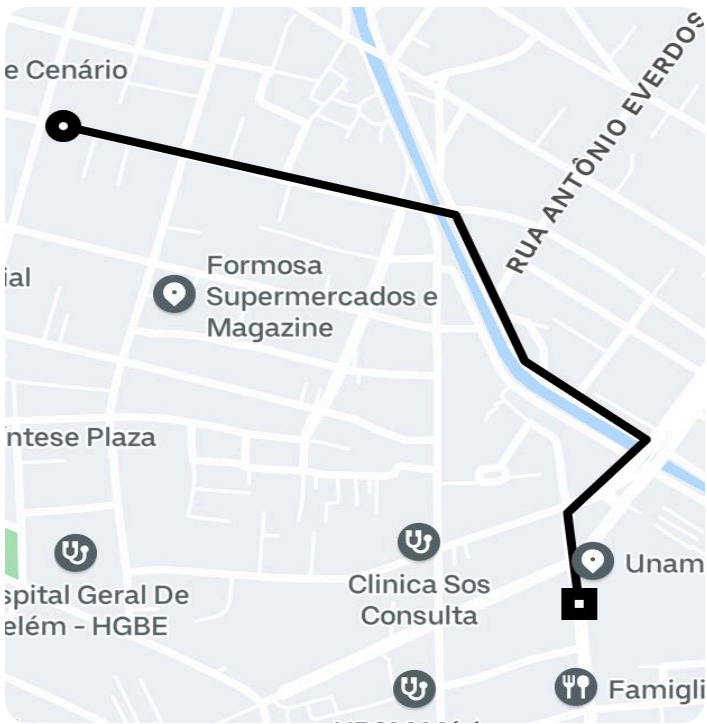 e Cenário
RUA ANTÔNIO EVERDOS
ial
Formosa
Supermercados e
Magazine
ntese Plaza
Clinica Sos
Consulta
Unam
spital Geral De
elém - HGBE
Famigli